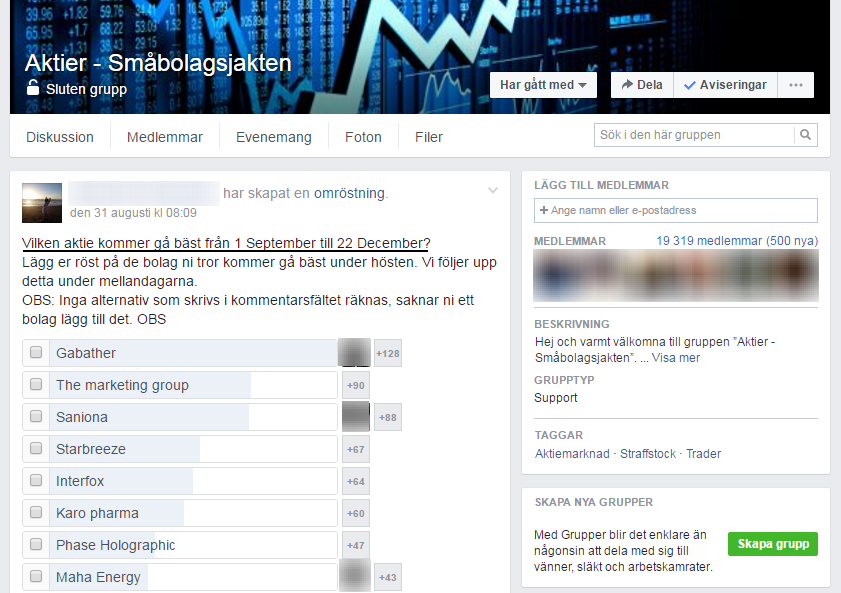 Aktier - Småbolagsjakten
Sluten grupp
Har gått med
Dela
Aviseringar
Diskussion
Medlemmar
Evenemang
Foton
Filer
Sök i den här gruppen
har skapat en omröstning.
den 31 augusti kl 08:09
Vilken aktie kommer gå bäst från 1 September till 22 December?
Lägg er röst på de bolag ni tror kommer gå bäst under hösten. Vi följer upp
detta under mellandagarna.
OBS: Inga alternativ som skrivs i kommentarsfältet räknas, saknar ni ett
bolag lägg till det. OBS
Gabather +128
The marketing group +90
Saniona +88
Starbreeze +67
Interfox +64
Karo pharma +60
Phase Holographic +47
Maha Energy +43
LÄGG TILL MEDLEMMAR
+ Ange namn eller e-postadress
MEDLEMMAR 19 319 medlemmar (500 nya)
BESKRIVNING
Hej och varmt välkomna till gruppen ”Aktier -
Småbolagsjakten”. ... Visa mer
GRUPPTYP
Support
TAGGAR
Aktiemarknad · Straffstock · Trader
SKAPA NYA GRUPPER
Med Grupper blir det enklare än
någonsin att dela med sig till
vänner, släkt och arbetskamrater.
Skapa grupp